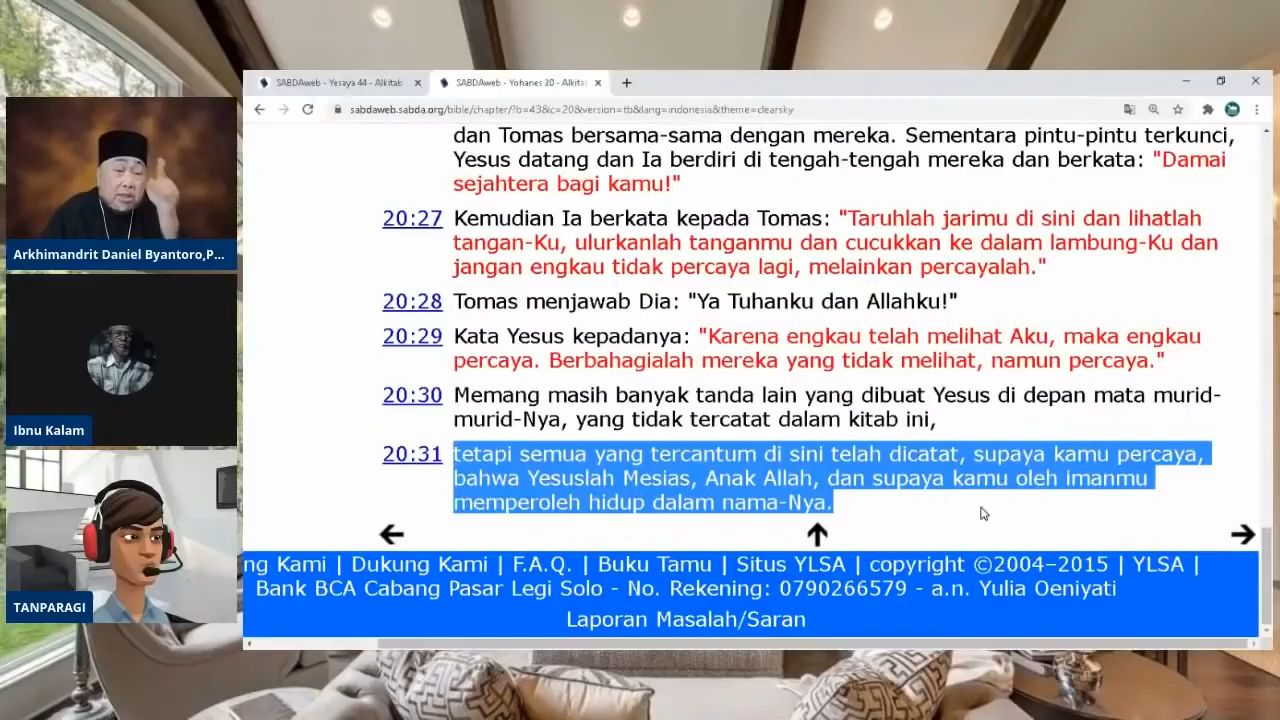 SABDAweb - Yesaya 44 - Alkitab
SABDAweb - Yohanes 20 - Alkita
sabdaweb.sabda.org/bible/chapter/?b=43&c=20&version=tb&lang=indonesia&theme=clearsky
Arkhimandrit Daniel Byantoro,P...
Ibnu Kalam
TANPARAGI
dan Tomas bersama-sama dengan mereka. Sementara pintu-pintu terkunci,
Yesus datang dan Ia berdiri di tengah-tengah mereka dan berkata: "Damai
sejahtera bagi kamu!"
20:27 Kemudian Ia berkata kepada Tomas: "Taruhlah jarimu di sini dan lihatlah
tangan-Ku, ulurkanlah tanganmu dan cucukkan ke dalam lambung-Ku dan
jangan engkau tidak percaya lagi, melainkan percayalah."
20:28 Tomas menjawab Dia: "Ya Tuhanku dan Allahku!"
20:29 Kata Yesus kepadanya: "Karena engkau telah melihat Aku, maka engkau
percaya. Berbahagialah mereka yang tidak melihat, namun percaya."
20:30 Memang masih banyak tanda lain yang dibuat Yesus di depan mata murid-
murid-Nya, yang tidak tercatat dalam kitab ini,
20:31 tetapi semua yang tercantum di sini telah dicatat, supaya kamu percaya,
bahwa Yesuslah Mesias, Anak Allah, dan supaya kamu oleh imanmu
memperoleh hidup dalam nama-Nya.
ng Kami | Dukung Kami | F.A.Q. | Buku Tamu | Situs YLSA | copyright ©2004–2015 | YLSA |
Bank BCA Cabang Pasar Legi Solo - No. Rekening: 0790266579 - a.n. Yulia Oeniyati
Laporan Masalah/Saran